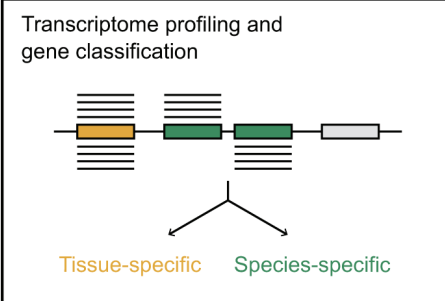 Transcriptome profiling and
gene classification
Tissue-specific Species-specific